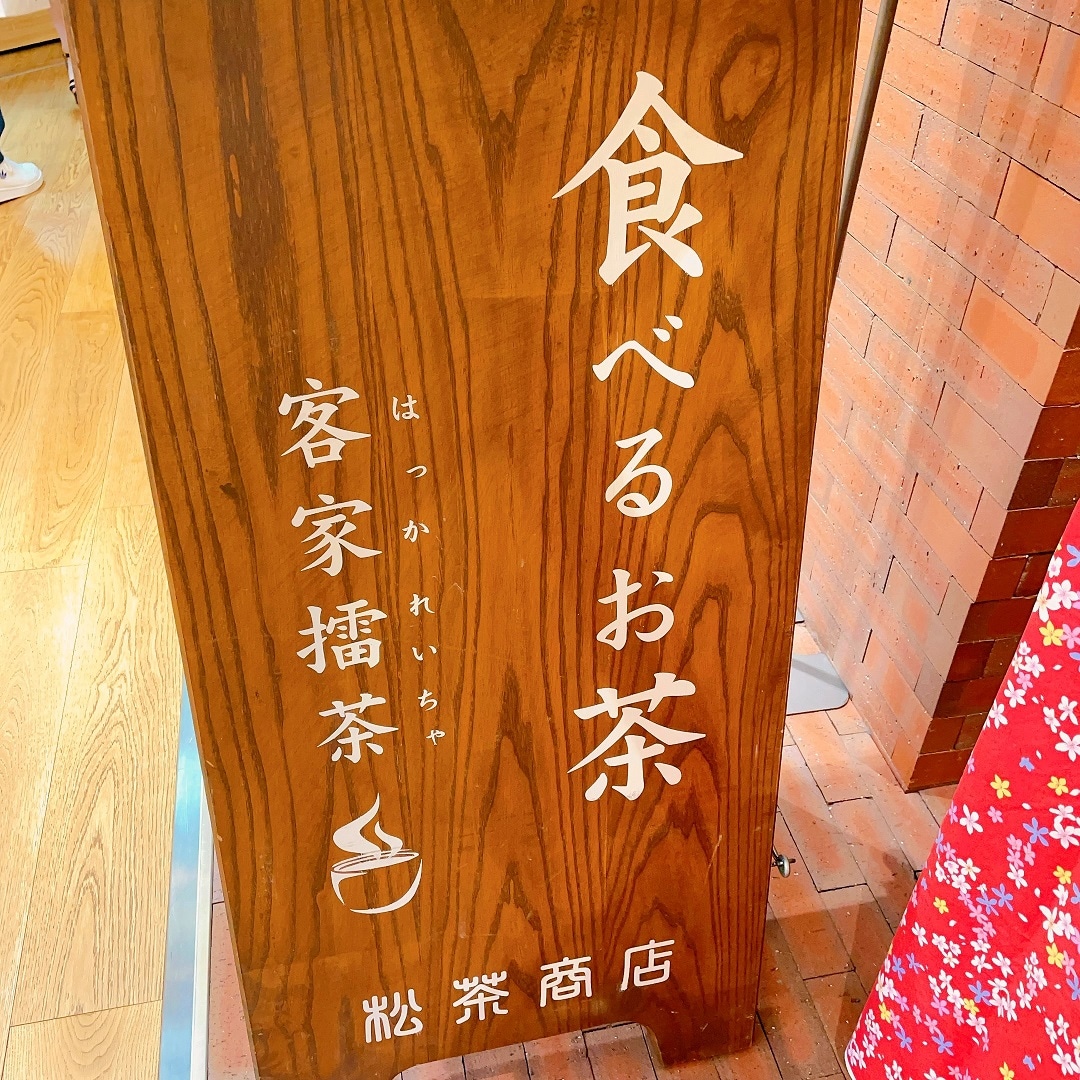 食べるお茶
はっかれいちゃ
客家擂茶
松茶商店